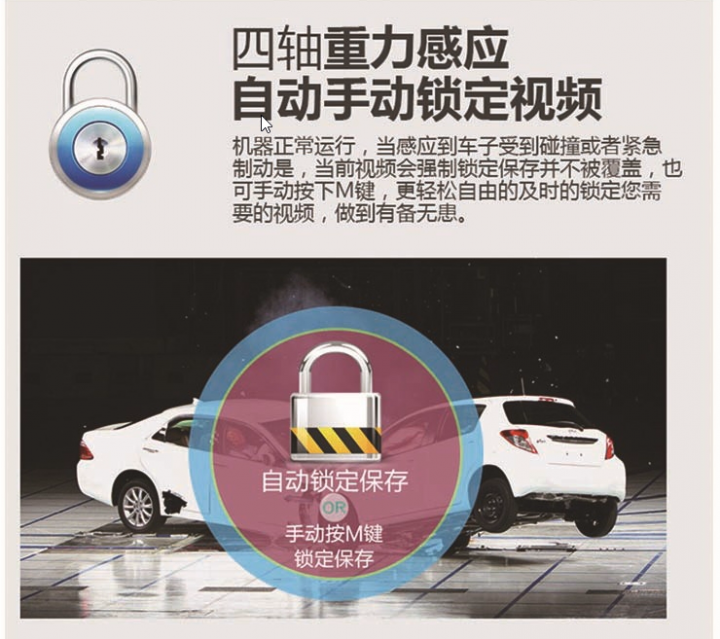 四轴重力感应
自动手动锁定视频
机器正常运行，当感应到车子受到碰撞或者紧急
制动是，当前视频会强制锁定保存并不被覆盖，也
可手动按下M键，更轻松自由的及时的锁定您需
要的视频，做到有备无患。
自动锁定保存
OR
手动按M键
锁定保存